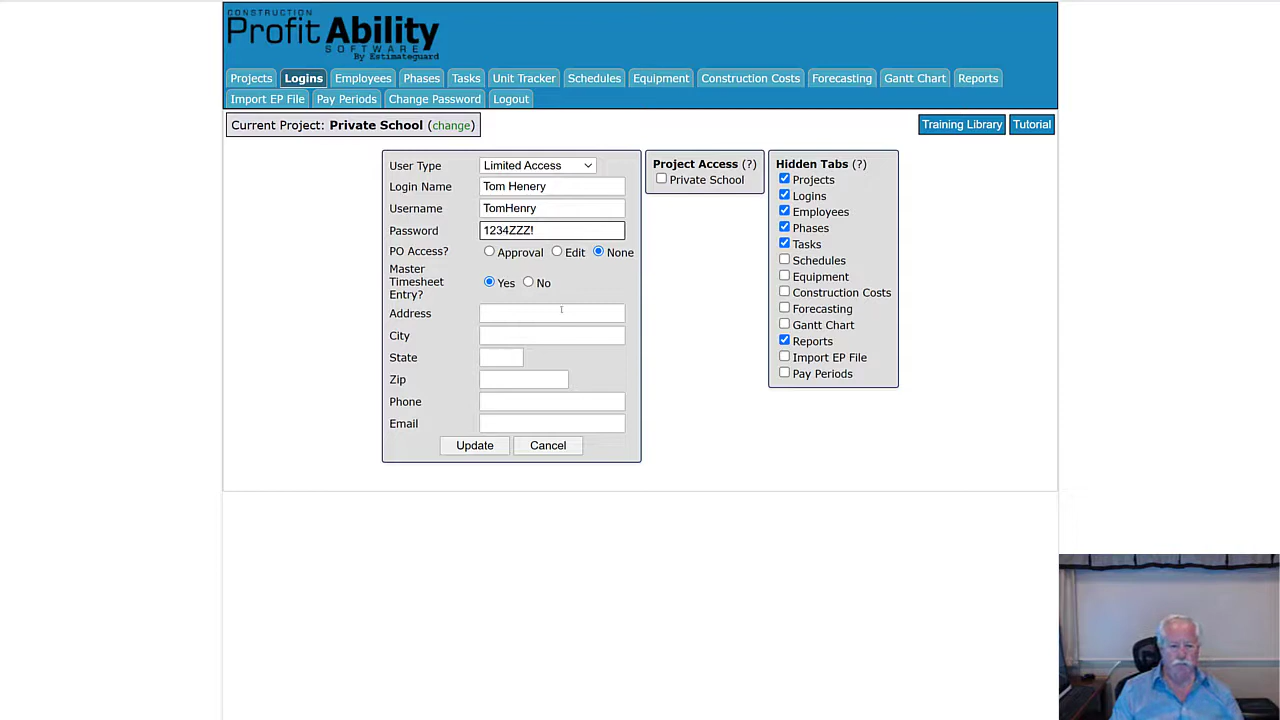 CONSTRUCTION
Profit Ability
SOFTWARE
By Estimateguard
Projects Logins Employees Phases Tasks Unit Tracker Schedules Equipment Construction Costs Forecasting Gantt Chart Reports
Import EP File Pay Periods Change Password Logout
Current Project: Private School (change)
Training Library Tutorial
User Type Limited Access
Login Name Tom Henery
Username TomHenry
Password 1234ZZZ!
PO Access? Approval Edit None
Master
Timesheet
Entry?
Yes No
Address
City
State
Zip
Phone
Email
Update Cancel
Project Access (?)
Private School
Hidden Tabs (?)
Projects
Logins
Employees
Phases
Tasks
Schedules
Equipment
Construction Costs
Forecasting
Gantt Chart
Reports
Import EP File
Pay Periods